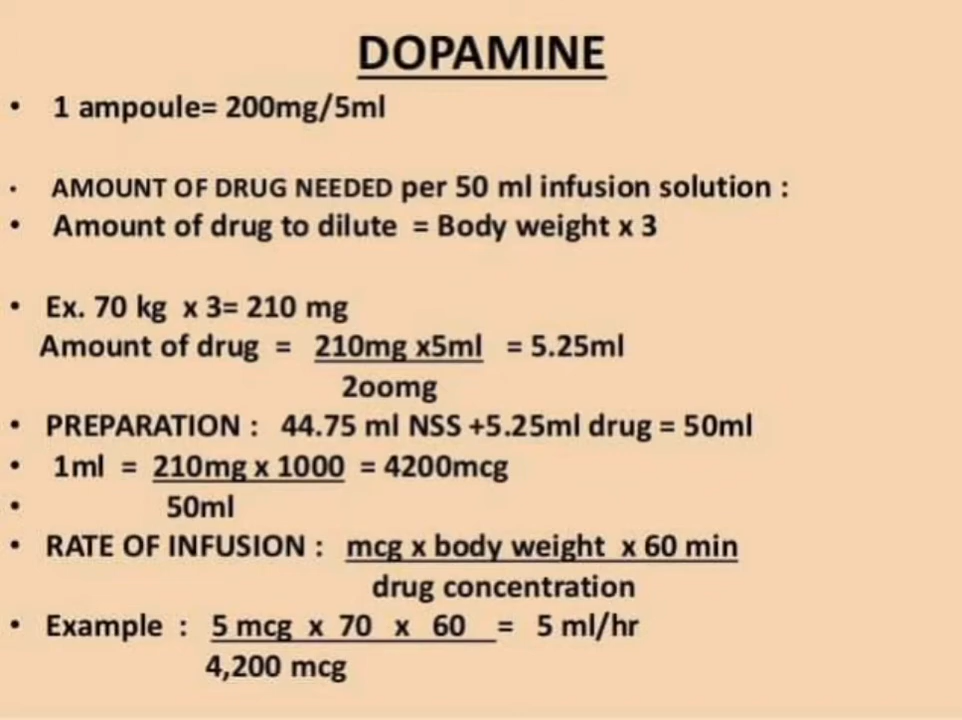 DOPAMINE
• 1 ampoule= 200mg/5ml
• AMOUNT OF DRUG NEEDED per 50 ml infusion solution :
• Amount of drug to dilute = Body weight x 3
• Ex. 70 kg x 3= 210 mg
Amount of drug = 210mg x5ml = 5.25ml
2oomg
• PREPARATION : 44.75 ml NSS +5.25ml drug = 50ml
• 1ml = 210mg x 1000 = 4200mcg
• 50ml
• RATE OF INFUSION : mcg x body weight x 60 min
drug concentration
• Example : 5 mcg x 70 x 60 = 5 ml/hr
4,200 mcg